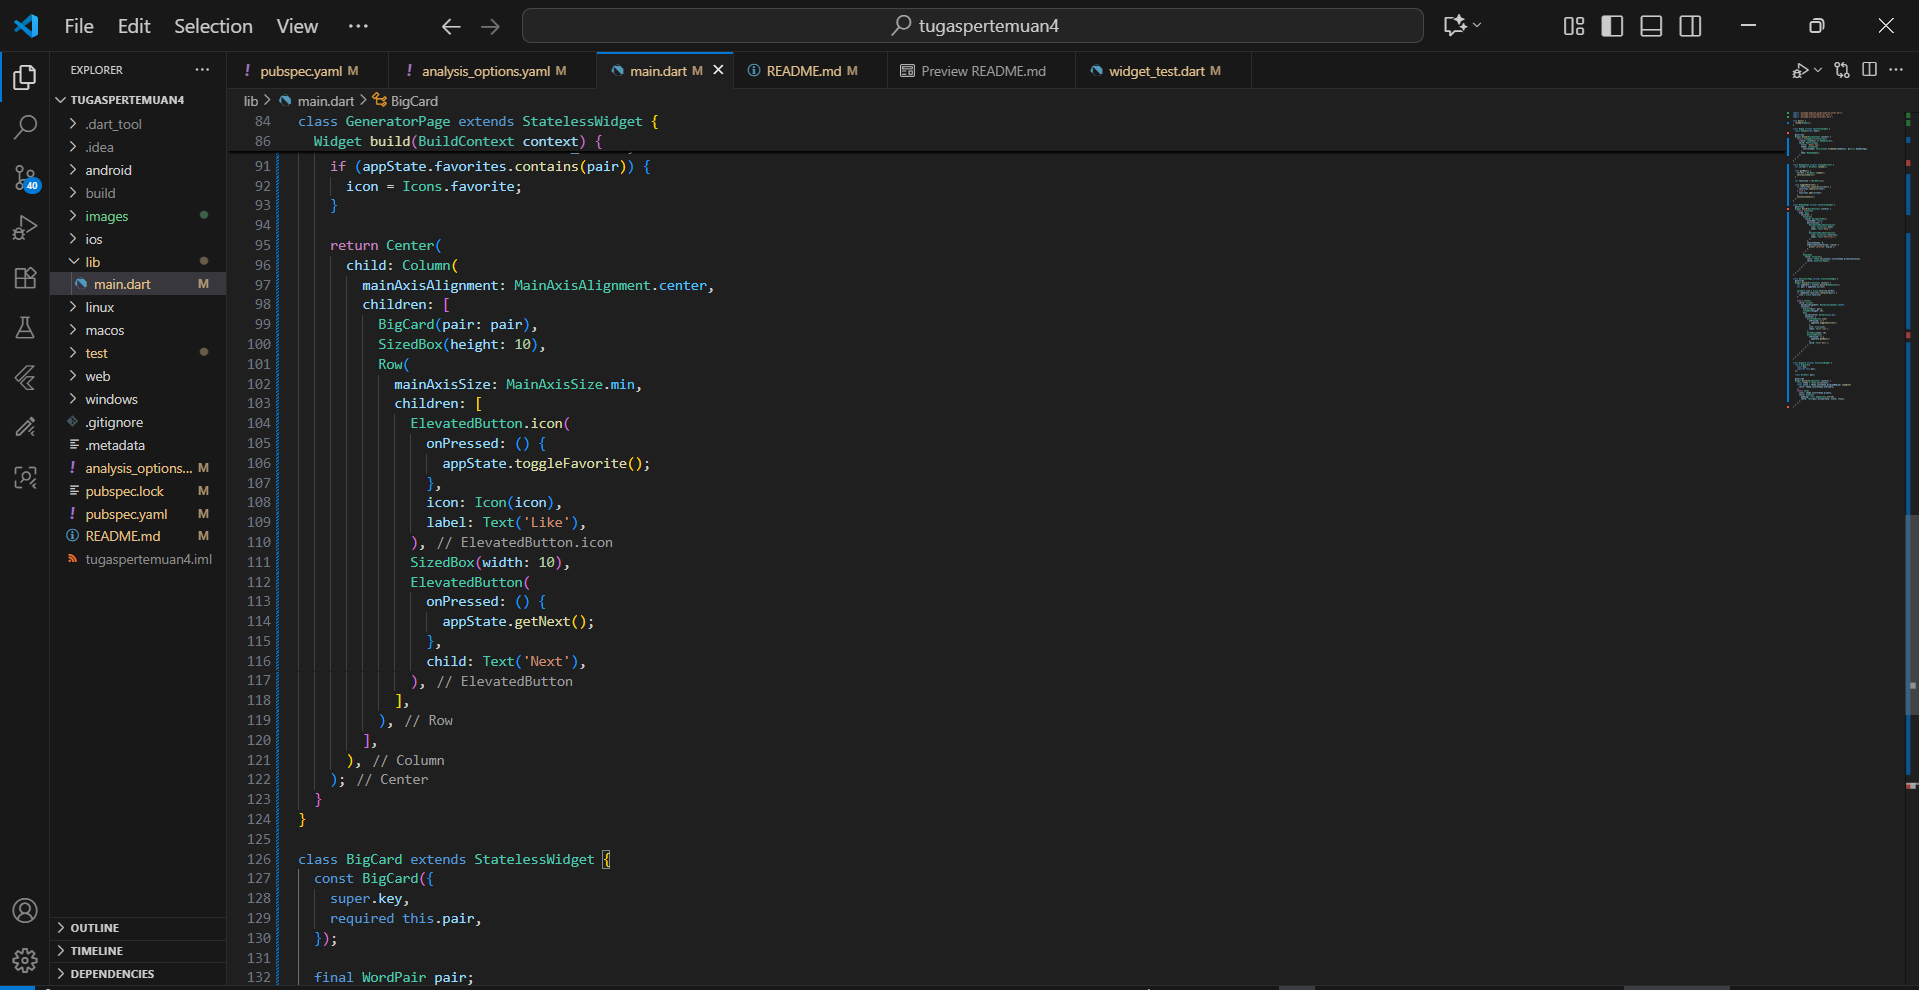 File Edit Selection View ··· tugaspertemuan4
EXPLORER ···
TUGASPERTEMUAN4
.dart_tool
.idea
android
build
images
ios
lib
main.dart M
linux
macos
test
web
windows
.gitignore
.metadata
analysis_options... M
pubspec.lock M
pubspec.yaml M
README.md M
tugaspertemuan4.iml
OUTLINE
TIMELINE
DEPENDENCIES
40
pubspec.yaml M analysis_options.yaml M main.dart M README.md M Preview README.md widget_test.dart M
lib > main.dart > BigCard
84 class GeneratorPage extends StatelessWidget {
86 Widget build(BuildContext context) {
91 if (appState.favorites.contains(pair)) {
92 icon = Icons.favorite;
93 }
94
95 return Center(
96 child: Column(
97 mainAxisAlignment: MainAxisAlignment.center,
98 children: [
99 BigCard(pair: pair),
100 SizedBox(height: 10),
101 Row(
102 mainAxisSize: MainAxisSize.min,
103 children: [
104 ElevatedButton.icon(
105 onPressed: () {
106 appState.toggleFavorite();
107 },
108 icon: Icon(icon),
109 label: Text('Like'),
110 ), // ElevatedButton.icon
111 SizedBox(width: 10),
112 ElevatedButton(
113 onPressed: () {
114 appState.getNext();
115 },
116 child: Text('Next'),
117 ), // ElevatedButton
118 ],
119 ), // Row
120 ],
121 ), // Column
122 ); // Center
123 }
124 }
125
126 class BigCard extends StatelessWidget {
127 const BigCard({
128 super.key,
129 required this.pair,
130 });
131
132 final WordPair pair;